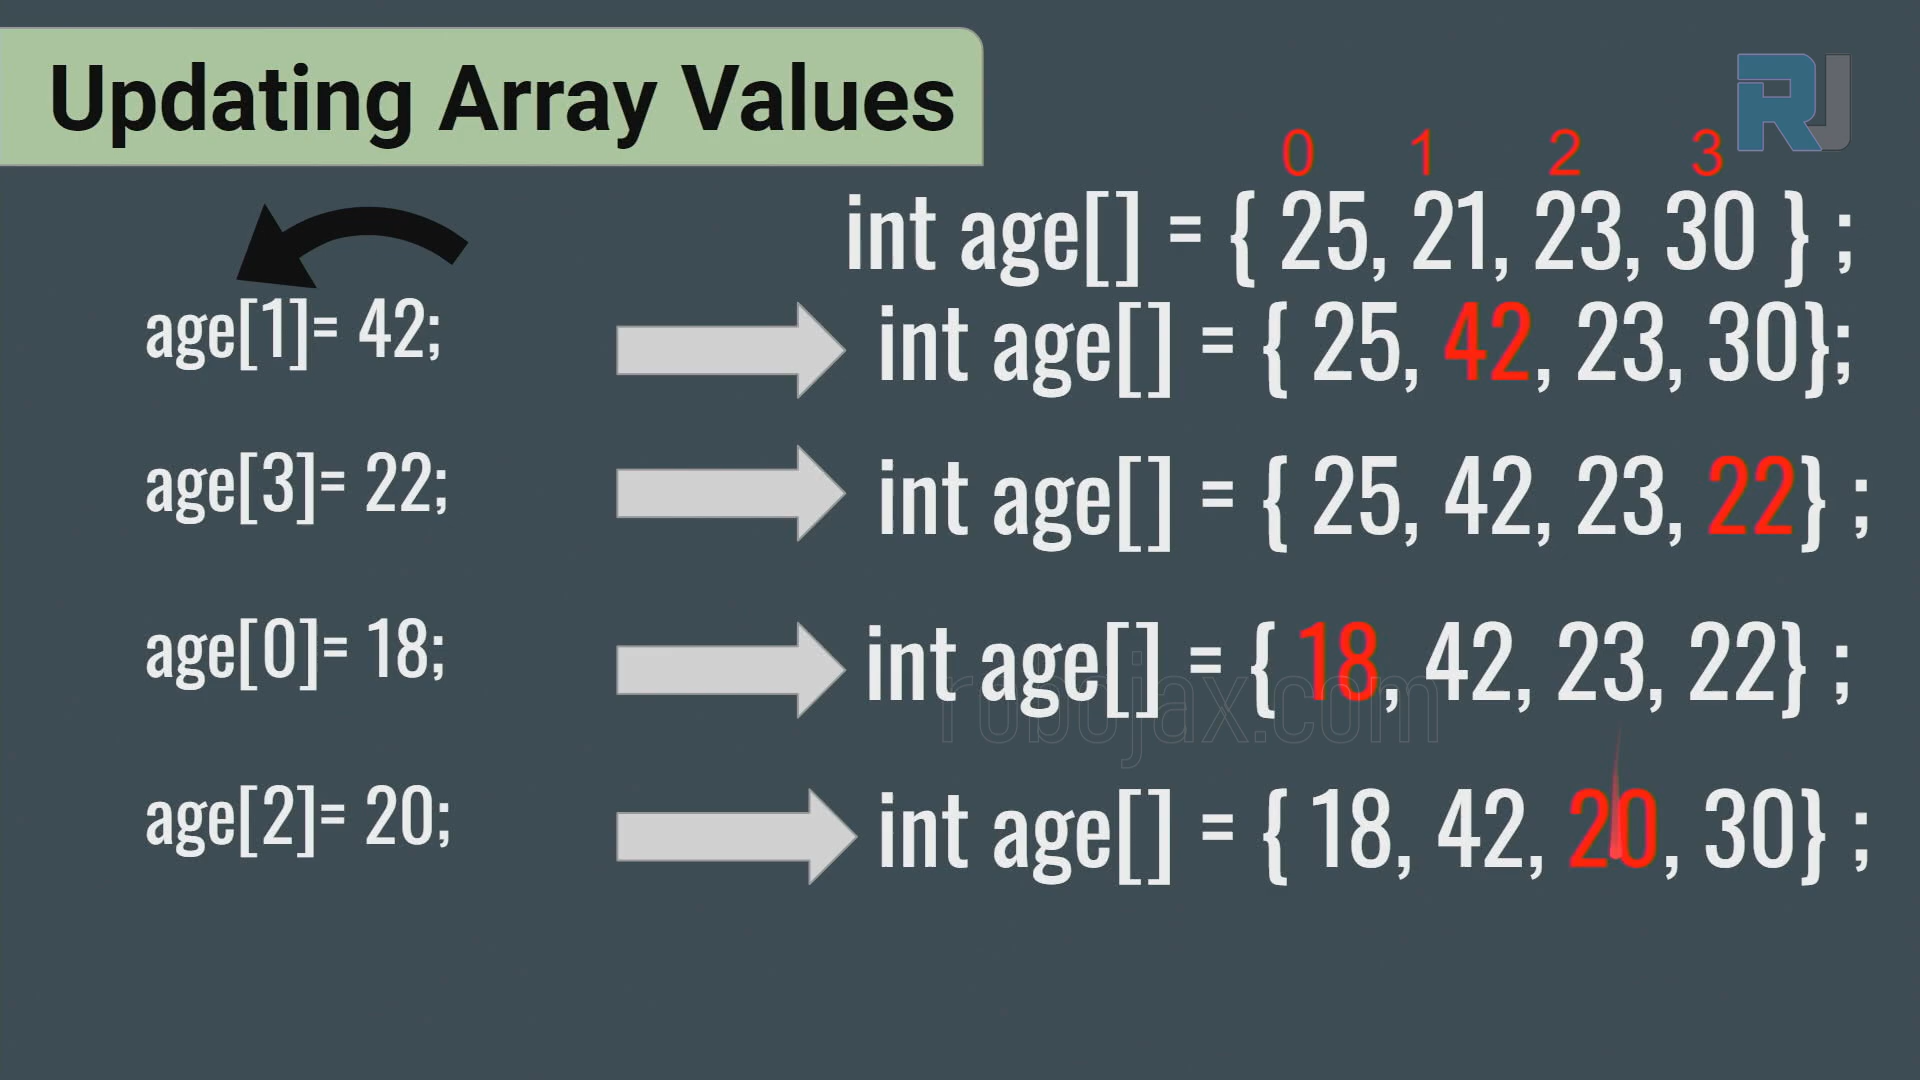 Updating Array Values
RJ
0 1 2 3
int age[] = { 25, 21, 23, 30 } ;
age[1]= 42;
int age[] = { 25, 42, 23, 30};
age[3]= 22;
int age[] = { 25, 42, 23, 22} ;
age[0]= 18;
int age[] = { 18, 42, 23, 22} ;
robojax.com
age[2]= 20;
int age[] = { 18, 42, 20, 30} ;